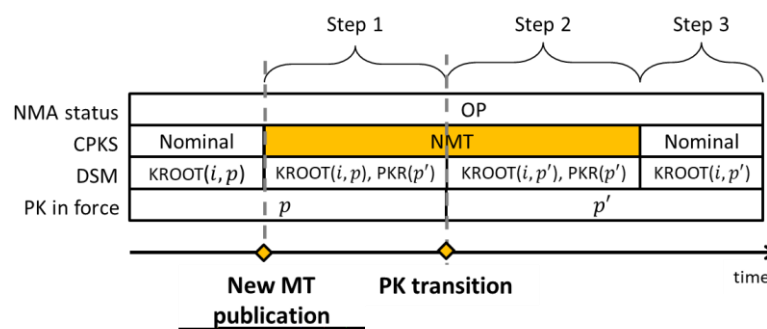 Step 1 Step 2 Step 3
NMA status OP
CPKS Nominal NMT Nominal
DSM KROOT(i, p) KROOT(i, p), PKR(p′) KROOT(i, p′), PKR(p′) KROOT(i, p′)
PK in force p p′
time
New MT PK transition
publication